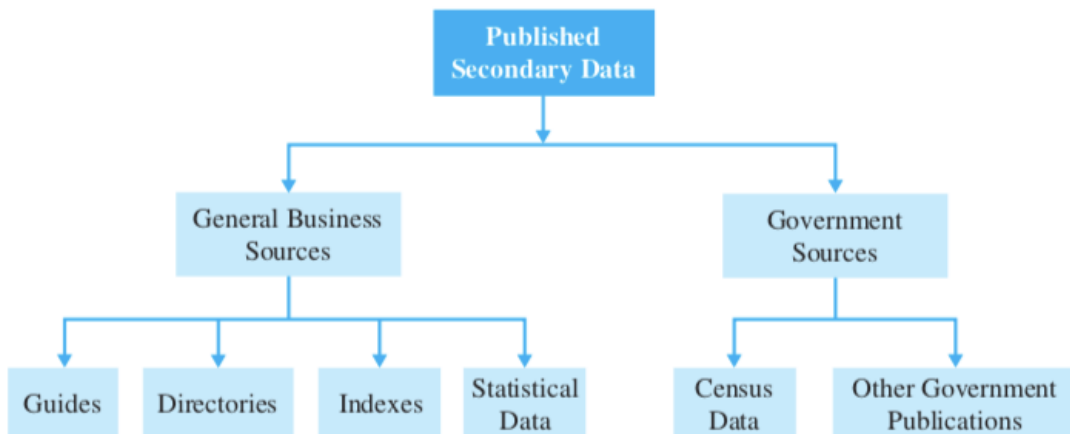 Published
Secondary Data
General Business
Sources
Government
Sources
Guides
Directories
Indexes
Statistical
Data
Census
Data
Other Government
Publications